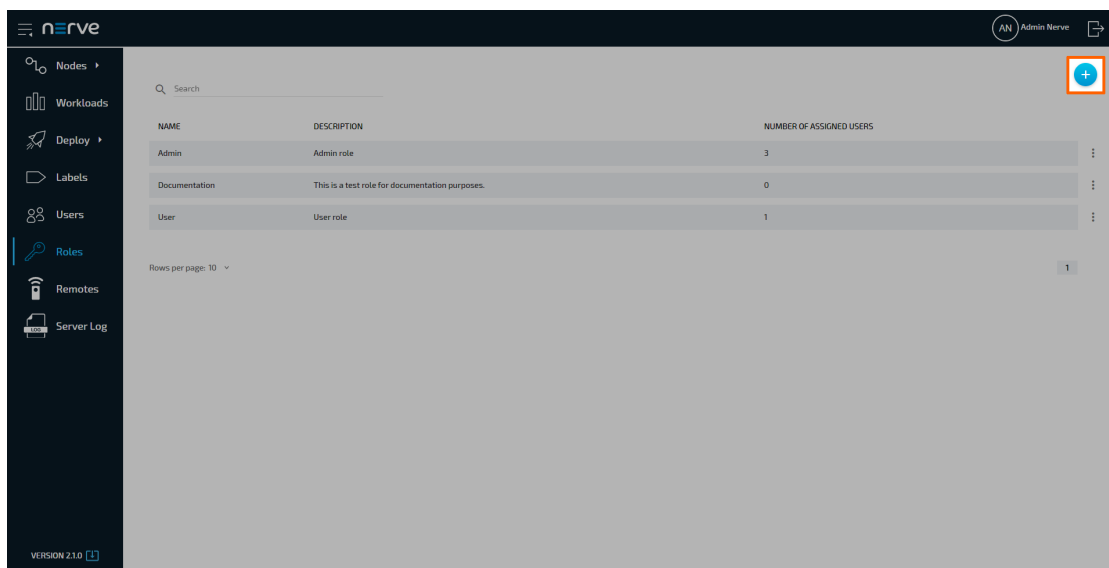 nerve
AN Admin Nerve
Nodes
Workloads
Deploy
Labels
Users
Roles
Remotes
LOG Server Log
VERSION 2.1.0
+
Search
NAME DESCRIPTION NUMBER OF ASSIGNED USERS
Admin Admin role 3
Documentation This is a test role for documentation purposes. 0
User User role 1
Rows per page: 10 1